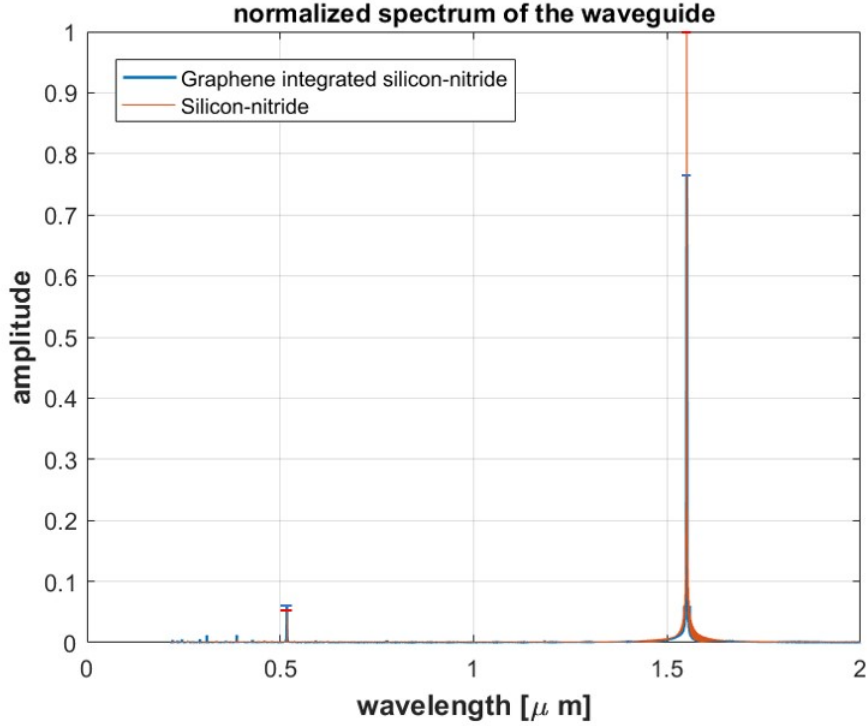 normalized spectrum of the waveguide
Graphene integrated silicon-nitride
Silicon-nitride
amplitude
1
0.9
0.8
0.7
0.6
0.5
0.4
0.3
0.2
0.1
0
0 0.5 1 1.5 2
wavelength [μ m]